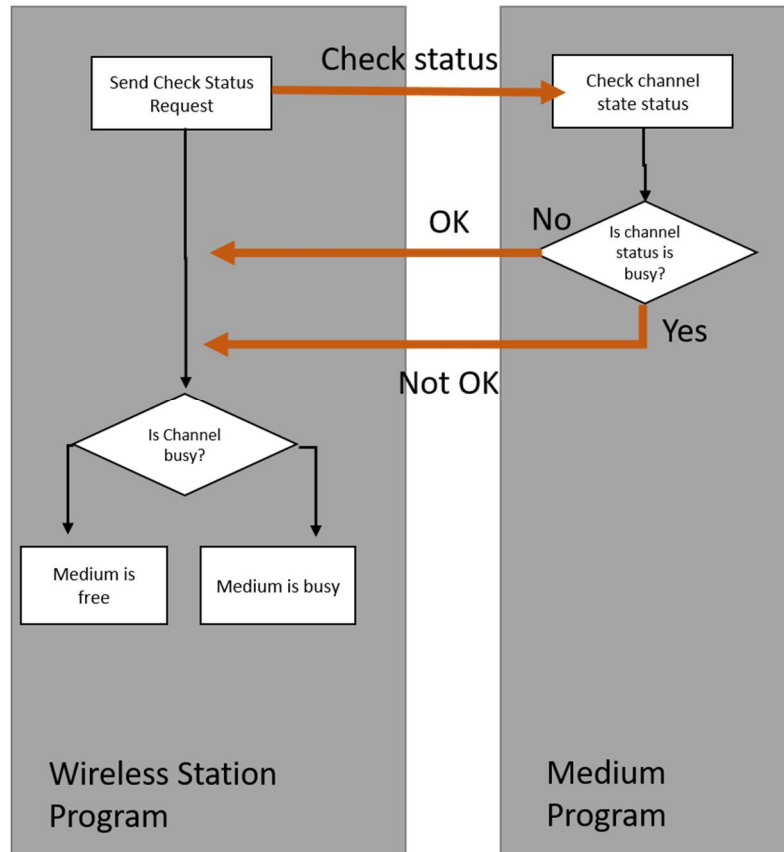 Check status
Send Check Status
Request
Check channel
state status
OK
No
Is channel
status is
busy?
Yes
Not OK
Is Channel
busy?
Medium is
free
Medium is busy
Wireless Station
Program
Medium
Program